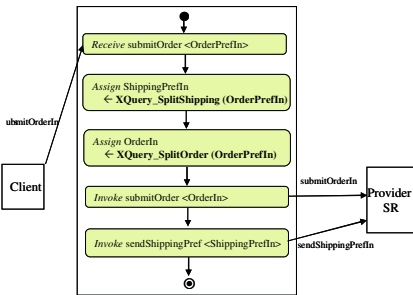 Receive submitOrder <OrderPrefIn>
Assign ShippingPrefIn
← XQuery_SplitShipping (OrderPrefIn)
ubmitOrderIn
Assign OrderIn
← XQuery_SplitOrder (OrderPrefIn)
Client
Invoke submitOrder <OrderIn>
submitOrderIn
Provider
SR
Invoke sendShippingPref <ShippingPrefIn>
sendShippingPrefIn